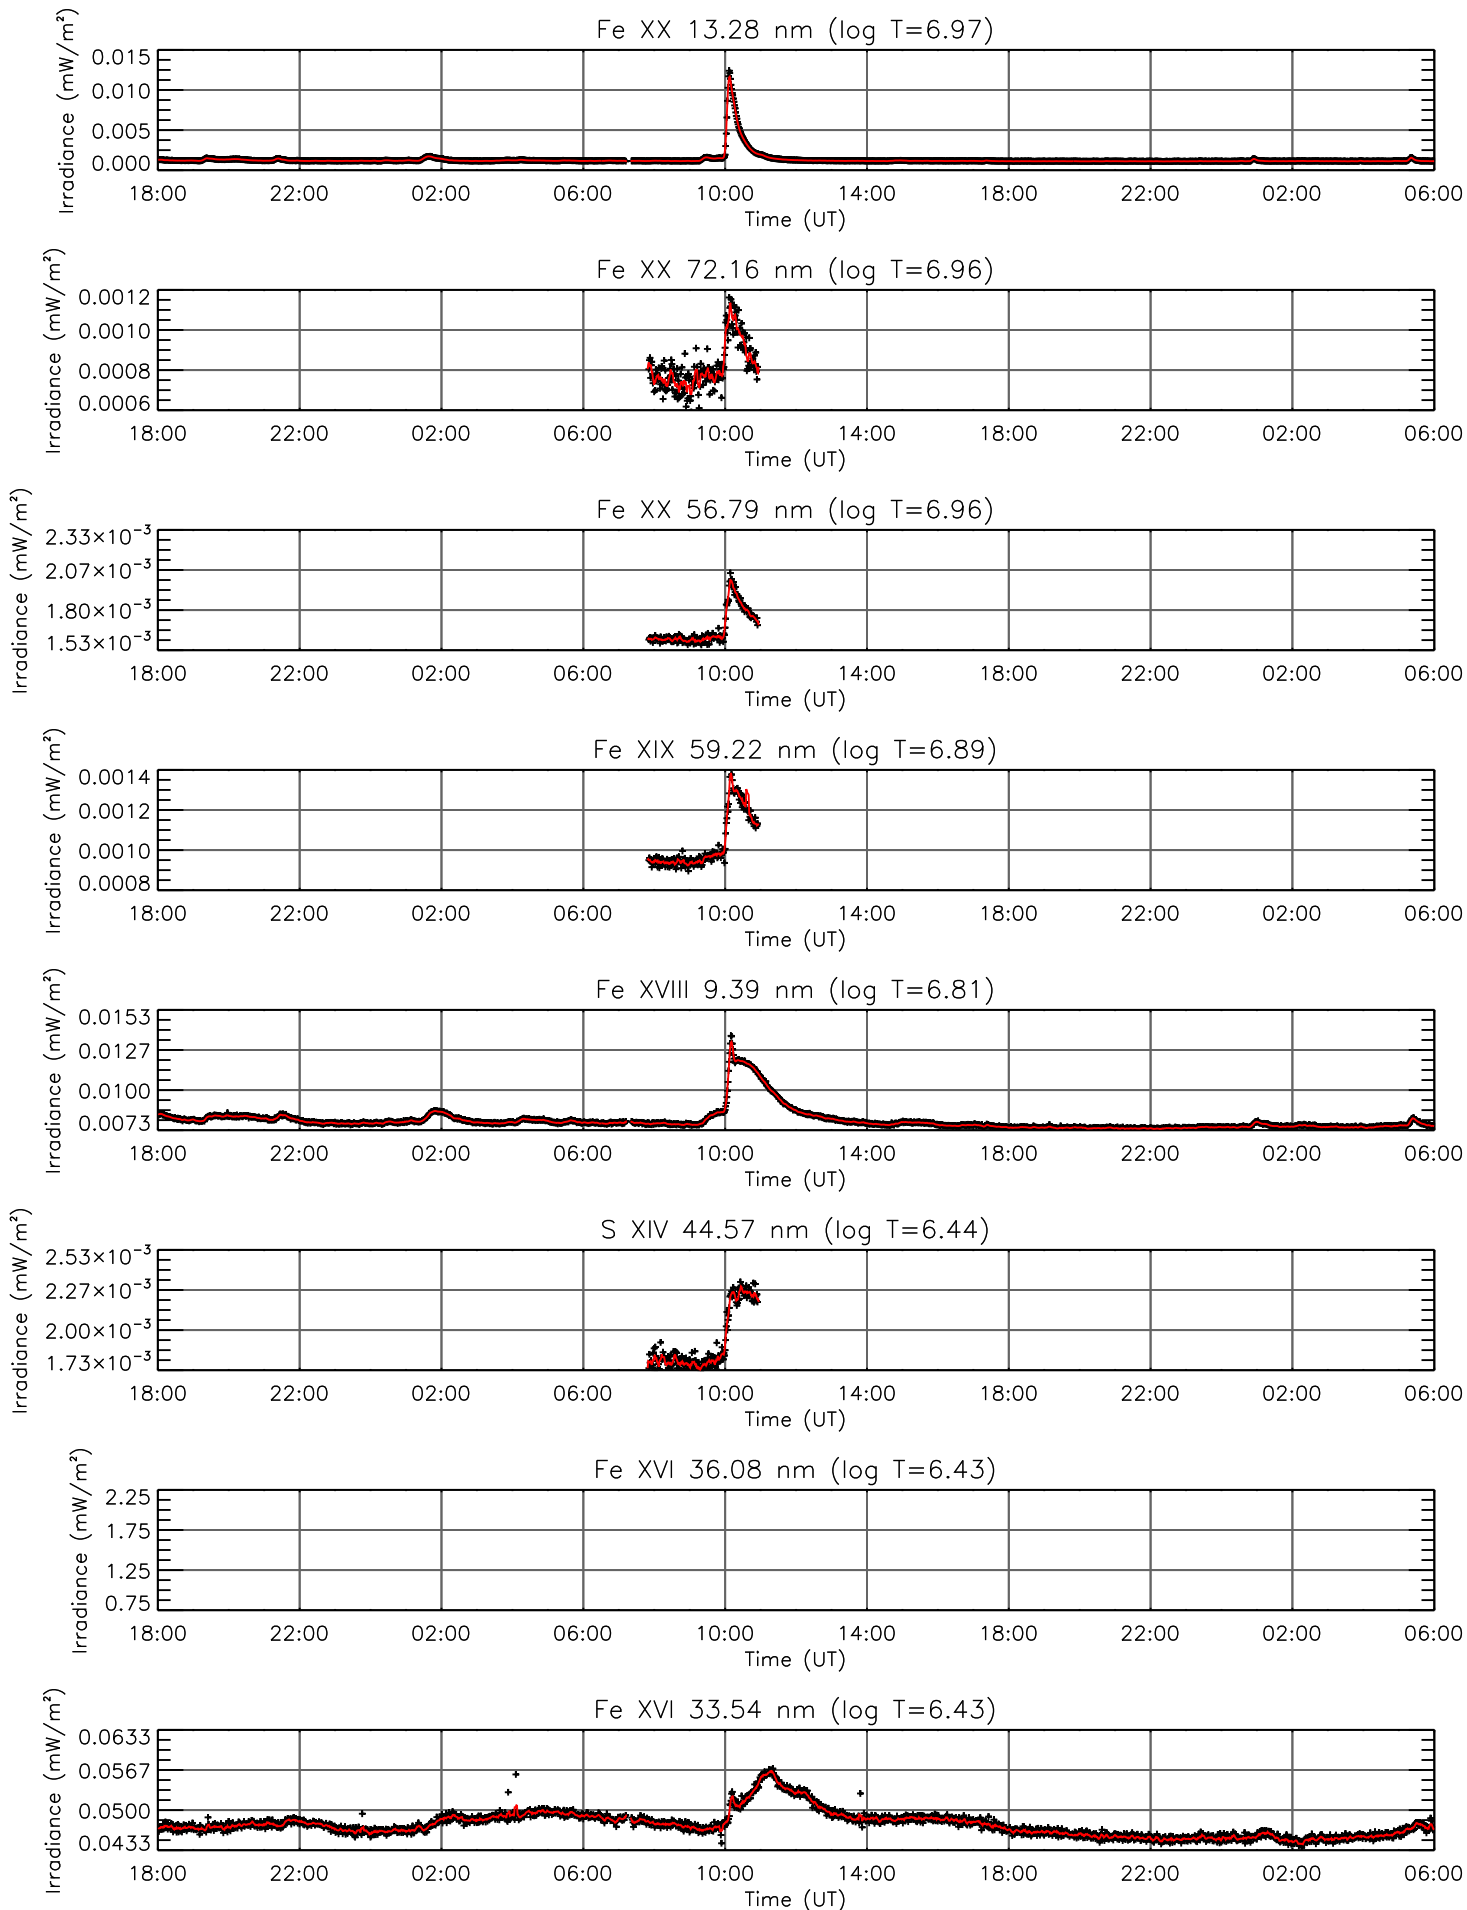 Fe XX 13.28 nm (log T=6.97)
Irradiance (mW/m²)
0.015
0.010
0.005
0.000
18:00 22:00 02:00 06:00 10:00 14:00 18:00 22:00 02:00 06:00
Time (UT)
Fe XX 72.16 nm (log T=6.96)
Irradiance (mW/m²)
0.0012
0.0010
0.0008
0.0006
18:00 22:00 02:00 06:00 10:00 14:00 18:00 22:00 02:00 06:00
Time (UT)
Fe XX 56.79 nm (log T=6.96)
Irradiance (mW/m²)
2.33×10⁻³
2.07×10⁻³
1.80×10⁻³
1.53×10⁻³
18:00 22:00 02:00 06:00 10:00 14:00 18:00 22:00 02:00 06:00
Time (UT)
Fe XIX 59.22 nm (log T=6.89)
Irradiance (mW/m²)
0.0014
0.0012
0.0010
0.0008
18:00 22:00 02:00 06:00 10:00 14:00 18:00 22:00 02:00 06:00
Time (UT)
Fe XVIII 9.39 nm (log T=6.81)
Irradiance (mW/m²)
0.0153
0.0127
0.0100
0.0073
18:00 22:00 02:00 06:00 10:00 14:00 18:00 22:00 02:00 06:00
Time (UT)
S XIV 44.57 nm (log T=6.44)
Irradiance (mW/m²)
2.53×10⁻³
2.27×10⁻³
2.00×10⁻³
1.73×10⁻³
18:00 22:00 02:00 06:00 10:00 14:00 18:00 22:00 02:00 06:00
Time (UT)
Fe XVI 36.08 nm (log T=6.43)
Irradiance (mW/m²)
2.25
1.75
1.25
0.75
18:00 22:00 02:00 06:00 10:00 14:00 18:00 22:00 02:00 06:00
Time (UT)
Fe XVI 33.54 nm (log T=6.43)
Irradiance (mW/m²)
0.0633
0.0567
0.0500
0.0433
18:00 22:00 02:00 06:00 10:00 14:00 18:00 22:00 02:00 06:00
Time (UT)